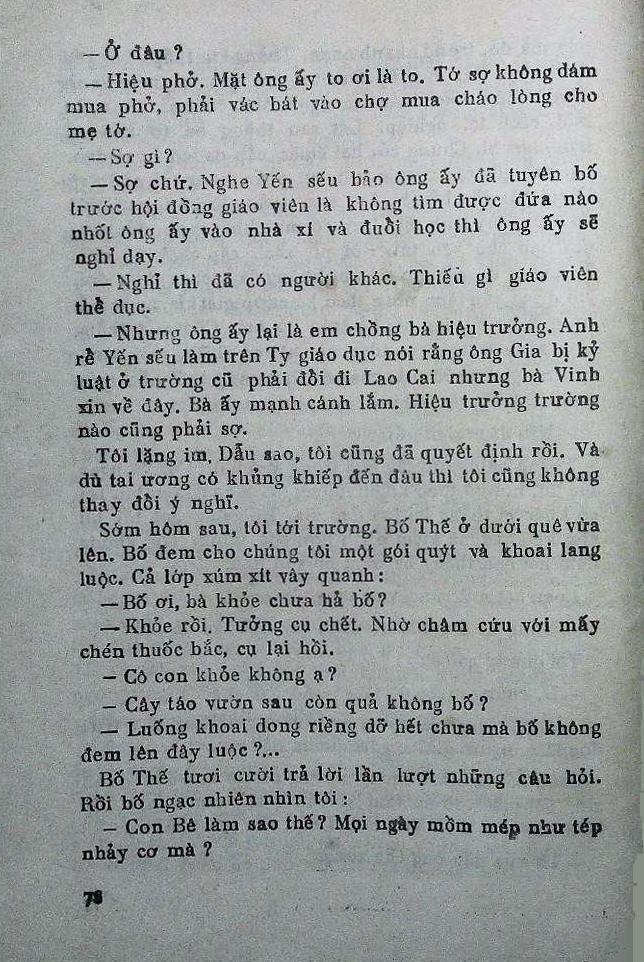 — Ở đâu ?
— Hiệu phở. Mặt ông ấy to ơi là to. Tớ sợ không dám
mua phở, phải vác bát vào chợ mua cháo lòng cho
mẹ tờ.
— Sợ gì ?
— Sợ chứ. Nghe Yến sếu bảo ông ấy đã tuyên bố
trước hội đồng giáo viên là không tìm được đứa nào
nhốt ông ấy vào nhà xí và đuổi học thì ông ấy sẽ
nghỉ dạy.
— Nghỉ thì đã có người khác. Thiếu gì giáo viên
thể dục.
— Nhưng ông ấy lại là em chồng bà hiệu trưởng. Anh
rể Yến sếu làm trên Ty giáo dục nói rằng ông Gia bị kỷ
luật ở trường cũ phải đổi đi Lao Cai nhưng bà Vinh
xin về đây. Bà ấy mạnh cánh lắm. Hiệu trưởng trường
nào cũng phải sợ.
Tôi lặng im. Dẫu sao, tôi cũng đã quyết định rồi. Và
dù tai ương có khủng khiếp đến đâu thì tôi cũng không
thay đổi ý nghĩ.
Sớm hôm sau, tôi tới trường. Bố Thế ở dưới quê vừa
lên. Bố đem cho chúng tôi một gói quýt và khoai lang
luộc. Cả lớp xúm xít vây quanh :
— Bố ơi, bà khỏe chưa hả bố ?
— Khỏe rồi. Tưởng cụ chết. Nhờ châm cứu với mấy
chén thuốc bắc, cụ lại hồi.
— Cô con khỏe không ạ ?
— Cây táo vườn sau còn quả không bố ?
— Luống khoai dong riềng dỡ hết chưa mà bố không
đem lên đây luộc ?...
Bố Thế tươi cười trả lời lần lượt những câu hỏi.
Rồi bố ngạc nhiên nhìn tôi :
— Con Bê làm sao thế ? Mọi ngày mồm mép như tép
nhảy cơ mà ?
78